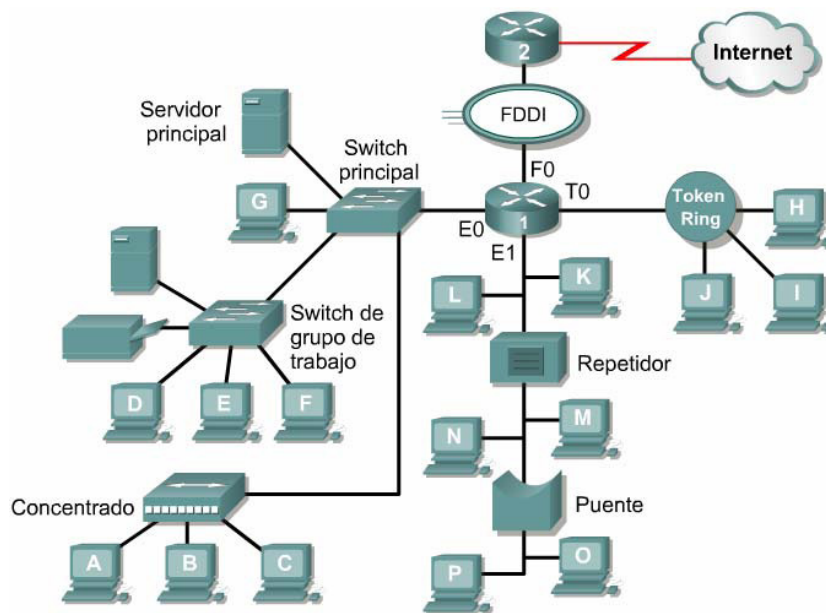 2
Internet
FDDI
Servidor
principal
Switch
principal
F0
G
E0
1
T0
E1
Token
Ring
H
L
K
J
I
Switch de
grupo de
trabajo
Repetidor
D
E
F
N
M
Concentrado
Puente
A
B
C
P
O